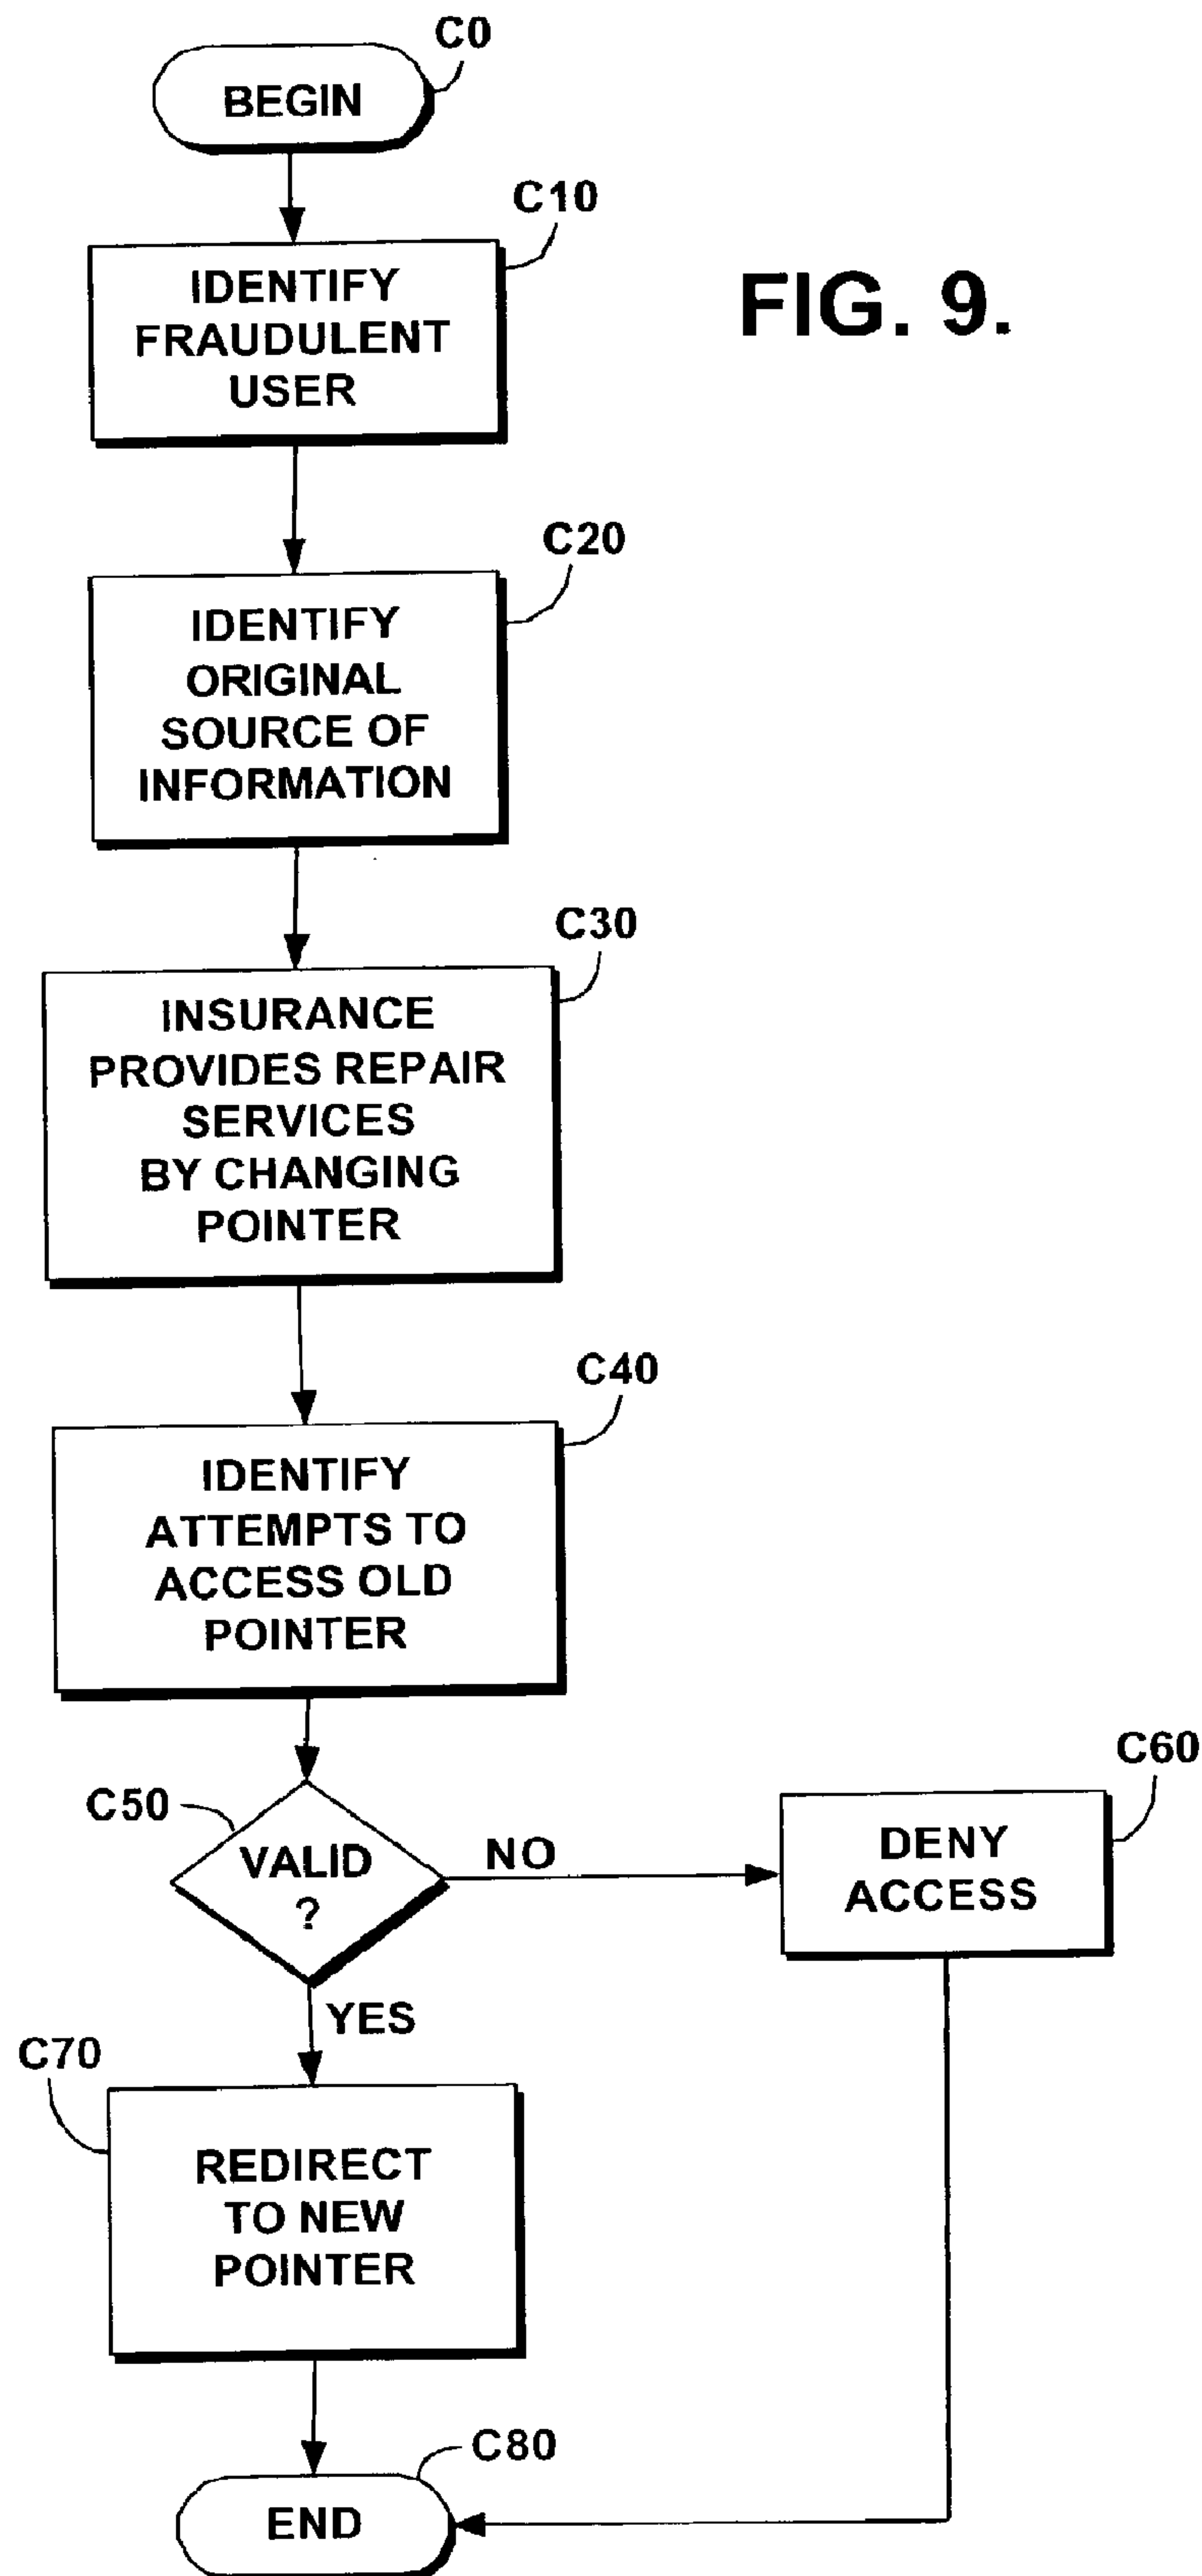 C0
BEGIN
C10
FIG. 9.
IDENTIFY
FRAUDULENT
USER
C20
IDENTIFY
ORIGINAL
SOURCE OF
INFORMATION
C30
INSURANCE
PROVIDES REPAIR
SERVICES
BY CHANGING
POINTER
C40
IDENTIFY
ATTEMPTS TO
ACCESS OLD
POINTER
C50
VALID
?
NO
C60
DENY
ACCESS
YES
C70
REDIRECT
TO NEW
POINTER
C80
END